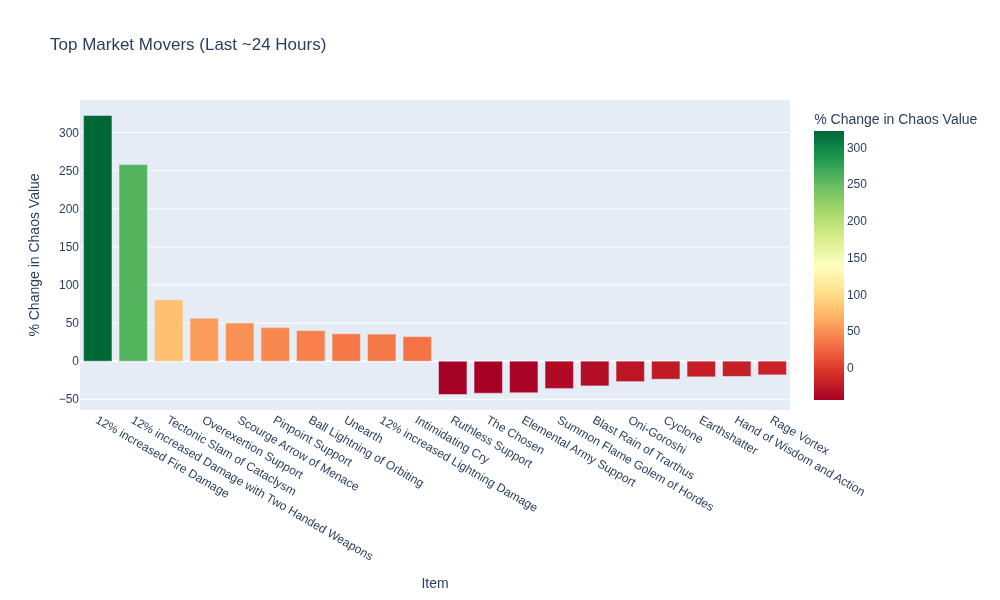 Top Market Movers (Last ~24 Hours)
% Change in Chaos Value
300
250
200
150
100
50
0
−50
12% increased Fire Damage
12% increased Damage with Two Handed Weapons
Tectonic Slam of Cataclysm
Overexertion Support
Scourge Arrow of Menace
Pinpoint Support
Ball Lightning of Orbiting
Unearth
12% increased Lightning Damage
Intimidating Cry
Ruthless Support
The Chosen
Elemental Army Support
Summon Flame Golem of Hordes
Blast Rain of Trarthus
Oni-Goroshi
Cyclone
Earthshatter
Hand of Wisdom and Action
Rage Vortex
Item
% Change in Chaos Value
300
250
200
150
100
50
0